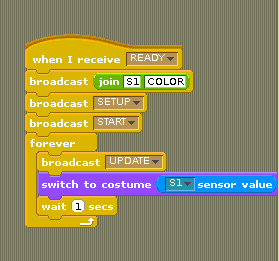 when I receive READY
broadcast join S1 COLOR
broadcast SETUP
broadcast START
forever
broadcast UPDATE
switch to costume S1 sensor value
wait 1 secs